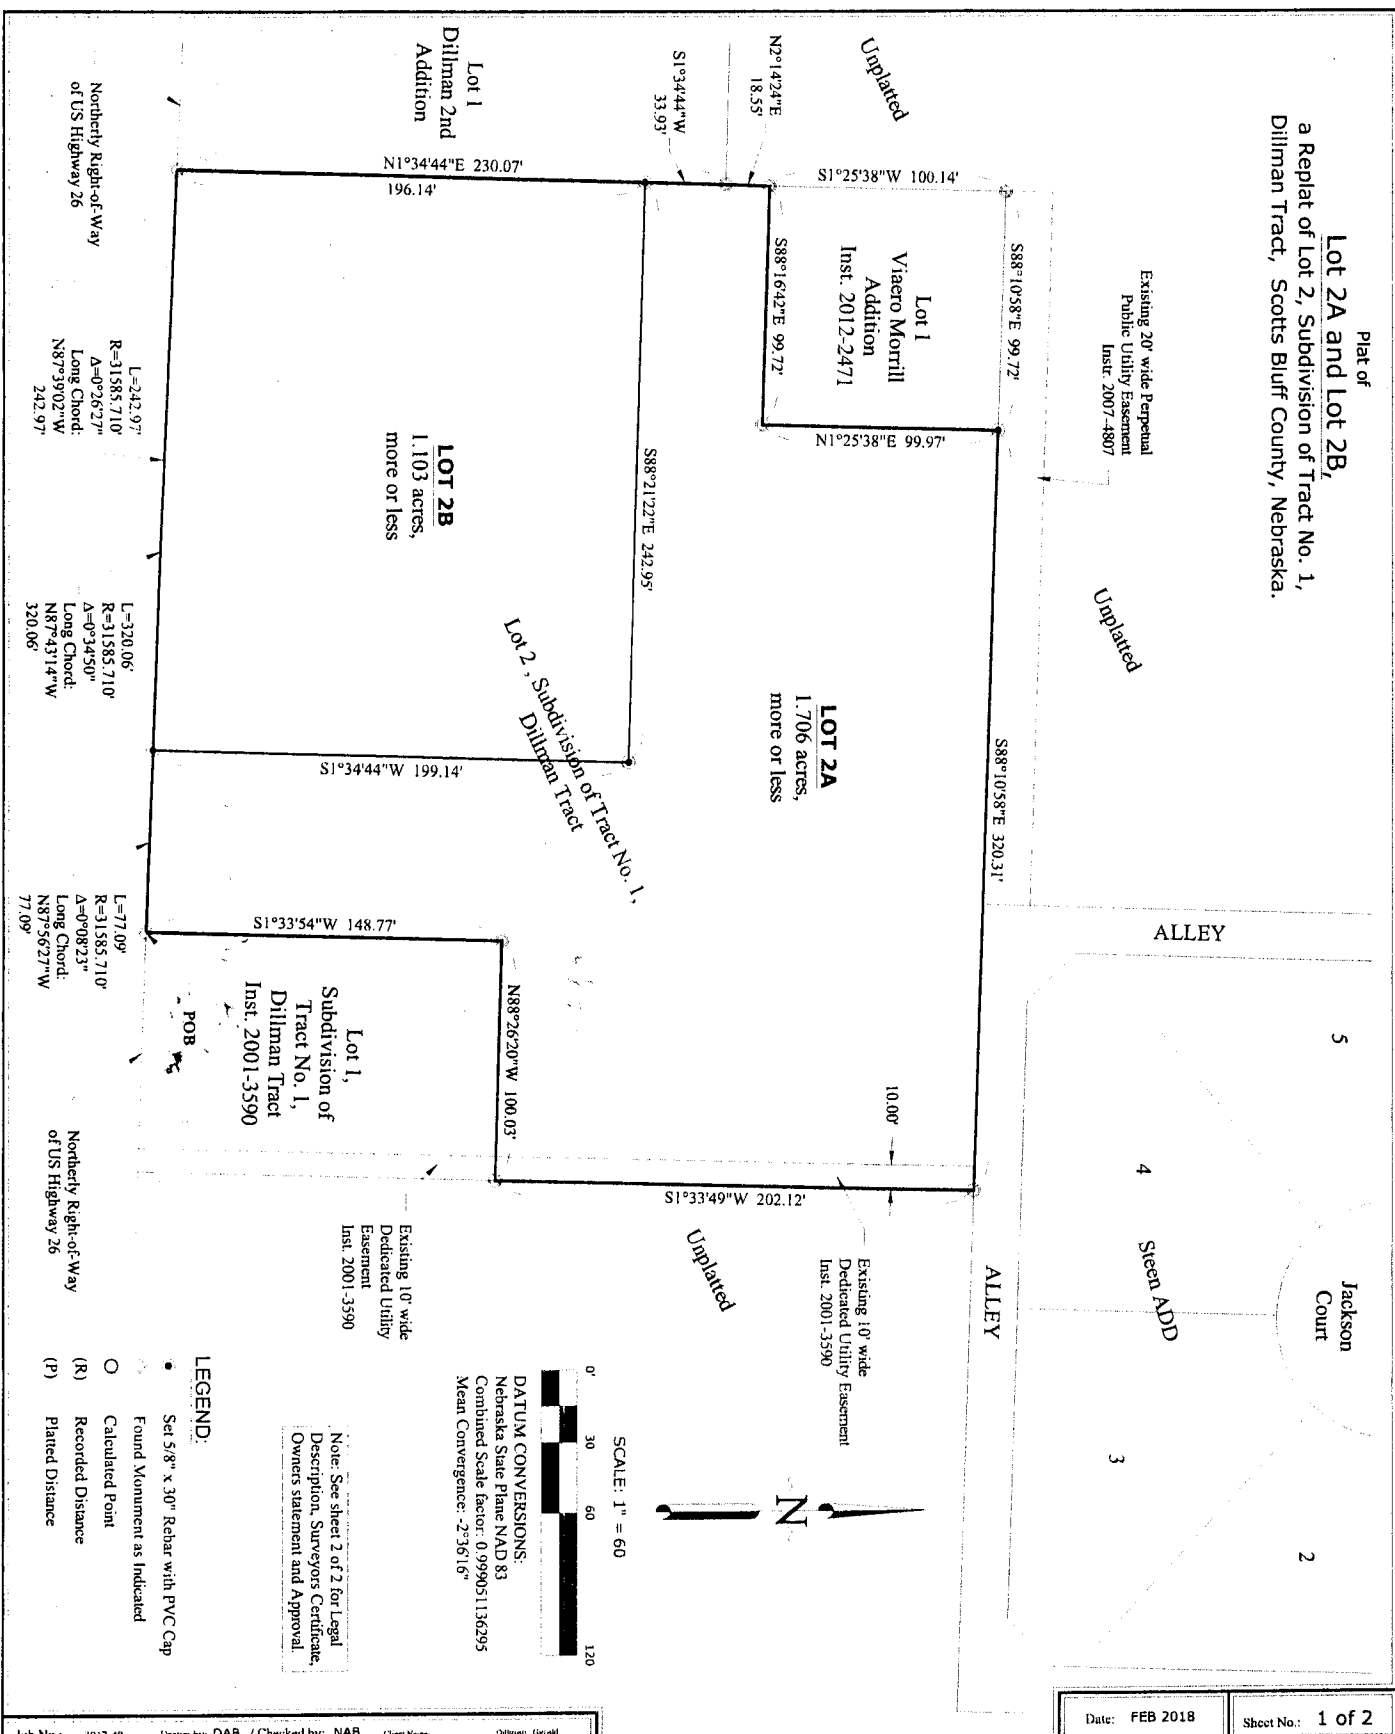 Plat of
Lot 2A and Lot 2B,
a Replat of Lot 2, Subdivision of Tract No. 1,
Dillman Tract, Scotts Bluff County, Nebraska.
Unplatted
N2°14'24"E
18.55'
S1°34'44"W
33.93'
Lot 1
Dillman 2nd
Addition
Northerly Right-of-Way
of US Highway 26
Existing 20' wide Perpetual
Public Utility Easement
Instr. 2007-4807
S1°25'38"W 100.14'
S88°10'58"E 99.72'
Lot 1
Viaero Morrill
Addition
Inst. 2012-2471
S88°16'42"E 99.72'
N1°25'38"E 99.97'
N1°34'44"E 230.07'
196.14'
Unplatted
S88°10'58"E 320.31'
LOT 2A
1.706 acres,
more or less
S88°21'22"E 242.95'
LOT 2B
1.103 acres,
more or less
Lot 2, Subdivision of Tract No. 1,
Dillman Tract
S1°34'44"W 199.14'
L=242.97'
R=31585.710'
Δ=0°26'27"
Long Chord:
N87°39'02"W
242.97'
L=320.06'
R=31585.710'
Δ=0°34'50"
Long Chord:
N87°43'14"W
320.06'
L=77.09'
R=31585.710'
Δ=0°08'23"
Long Chord:
N87°56'27"W
77.09'
S1°33'54"W 148.77'
N88°26'20"W 100.03'
Lot 1,
Subdivision of
Tract No. 1,
Dillman Tract
Inst. 2001-3590
POB
Northerly Right-of-Way
of US Highway 26
10.00'
S1°33'49"W 202.12'
ALLEY
5
4
Steen ADD
Jackson
Court
3
2
ALLEY
Existing 10' wide
Dedicated Utility Easement
Inst. 2001-3590
Unplatted
Existing 10' wide
Dedicated Utility
Easement
Inst. 2001-3590
N
SCALE: 1" = 60
0'
30
60
120
DATUM CONVERSIONS:
Nebraska State Plane NAD 83
Combined Scale factor: 0.999051136295
Mean Convergence: -2°36'16"
Note: See sheet 2 of 2 for Legal
Description, Surveyors Certificate,
Owners statement and Approval.
LEGEND:
Set 5/8" x 30" Rebar with PVC Cap
Found Monument as Indicated
Calculated Point
(R) Recorded Distance
(P) Platted Distance
Date: FEB 2018
Sheet No.: 1 of 2
DAB / Checked by: NAB